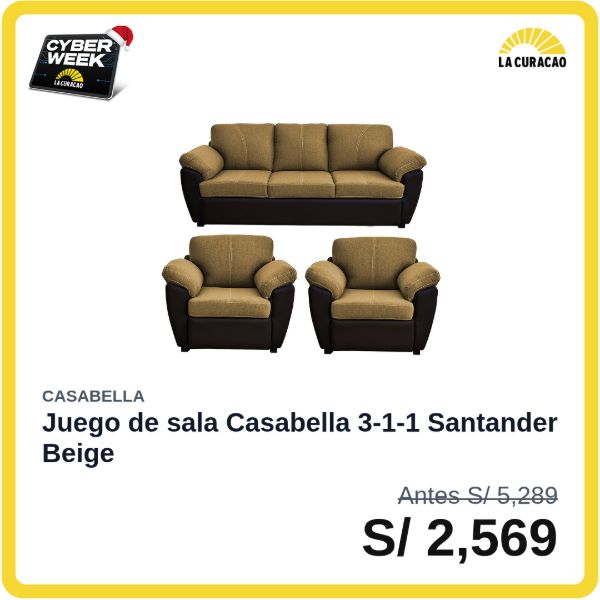 CYBER
WEEK
LA CURACAO
LA CURACAO
CASABELLA
Juego de sala Casabella 3-1-1 Santander
Beige
Antes S/ 5,289
S/ 2,569